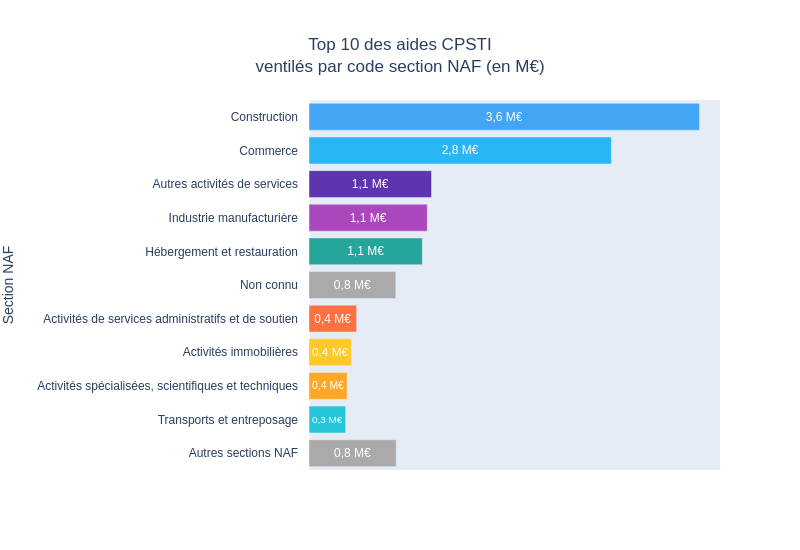 Top 10 des aides CPSTI
ventilés par code section NAF (en M€)
Section NAF
Construction 3,6 M€
Commerce 2,8 M€
Autres activités de services 1,1 M€
Industrie manufacturière 1,1 M€
Hébergement et restauration 1,1 M€
Non connu 0,8 M€
Activités de services administratifs et de soutien 0,4 M€
Activités immobilières 0,4 M€
Activités spécialisées, scientifiques et techniques 0,4 M€
Transports et entreposage 0,3 M€
Autres sections NAF 0,8 M€